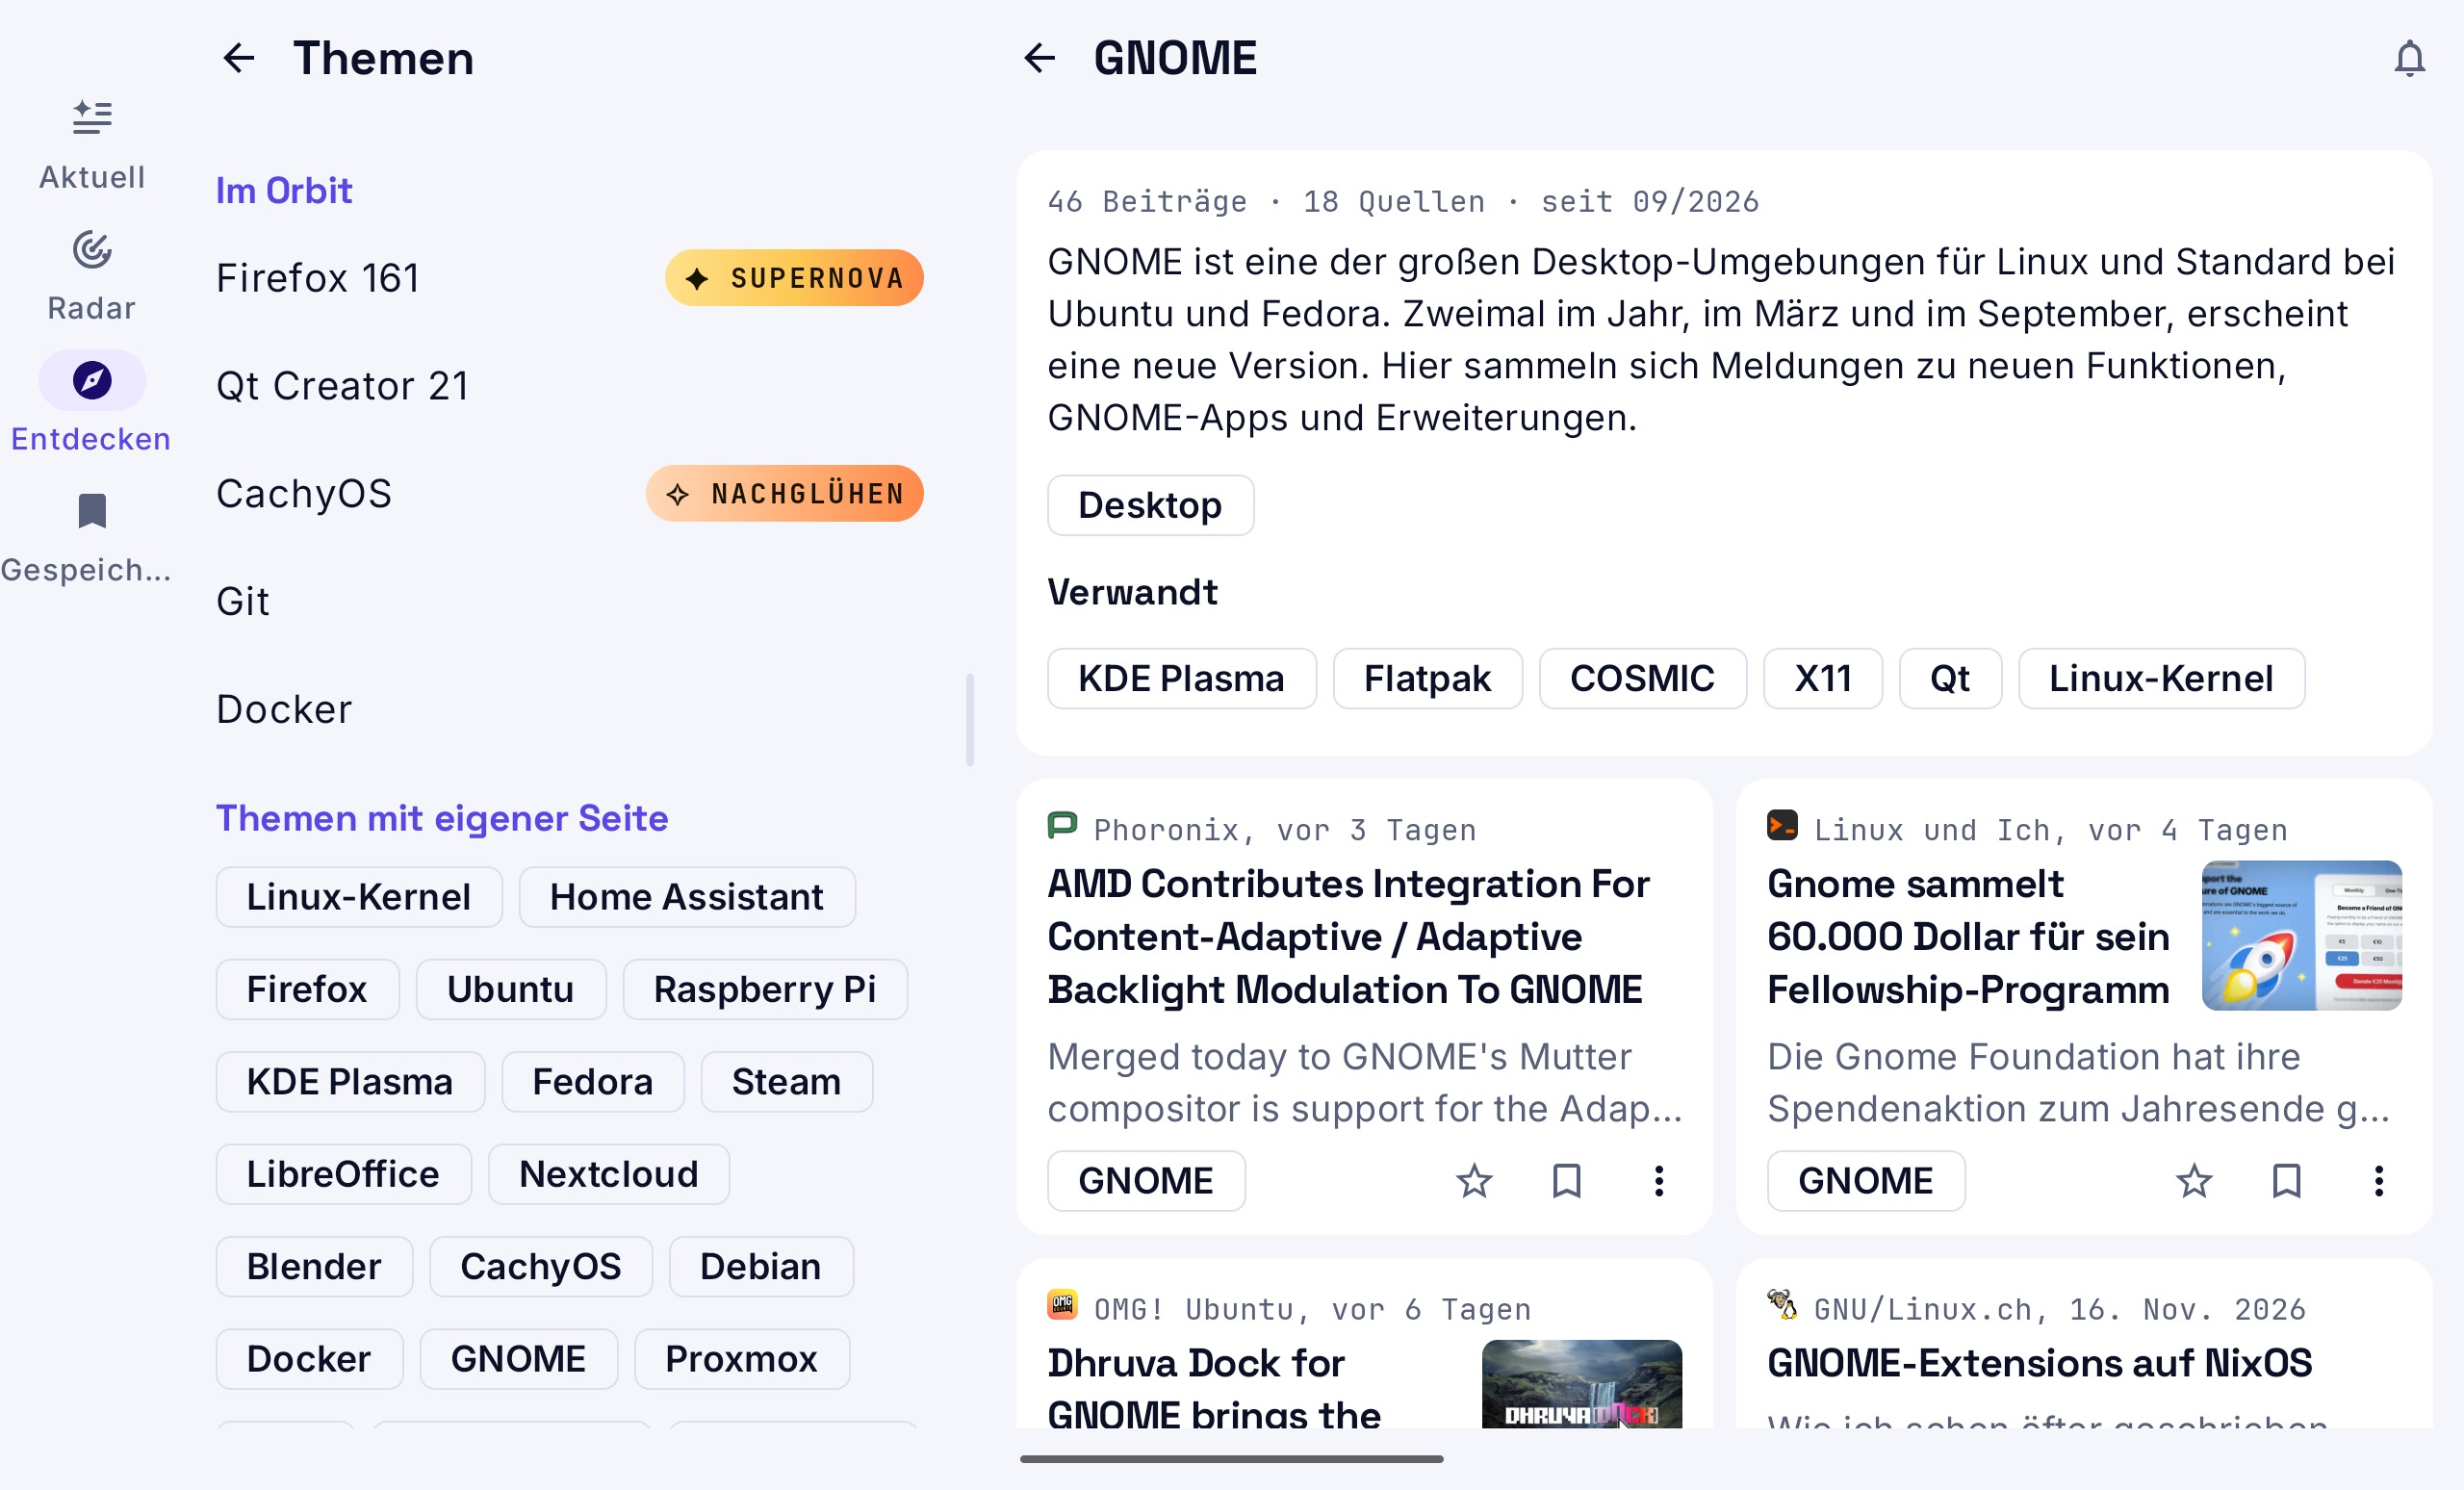 Aktuell
Radar
Entdecken
Gespeich...
Themen
Im Orbit
Firefox 161
SUPERNOVA
Qt Creator 21
CachyOS
NACHGLÜHEN
Git
Docker
Themen mit eigener Seite
Linux-Kernel
Home Assistant
Firefox
Ubuntu
Raspberry Pi
KDE Plasma
Fedora
Steam
LibreOffice
Nextcloud
Blender
CachyOS
Debian
Docker
GNOME
Proxmox
GNOME
46 Beiträge · 18 Quellen · seit 09/2026
GNOME ist eine der großen Desktop-Umgebungen für Linux und Standard bei
Ubuntu und Fedora. Zweimal im Jahr, im März und im September, erscheint
eine neue Version. Hier sammeln sich Meldungen zu neuen Funktionen,
GNOME-Apps und Erweiterungen.
Desktop
Verwandt
KDE Plasma
Flatpak
COSMIC
X11
Qt
Linux-Kernel
Phoronix, vor 3 Tagen
AMD Contributes Integration For
Content-Adaptive / Adaptive
Backlight Modulation To GNOME
Merged today to GNOME's Mutter
compositor is support for the Adap...
GNOME
Linux und Ich, vor 4 Tagen
Gnome sammelt
60.000 Dollar für sein
Fellowship-Programm
Die Gnome Foundation hat ihre
Spendenaktion zum Jahresende g...
GNOME
OMG! Ubuntu, vor 6 Tagen
Dhruva Dock for
GNOME brings the
DHRUVA DOCK
GNU/Linux.ch, 16. Nov. 2026
GNOME-Extensions auf NixOS
Wie ich schon öfter geschrieben